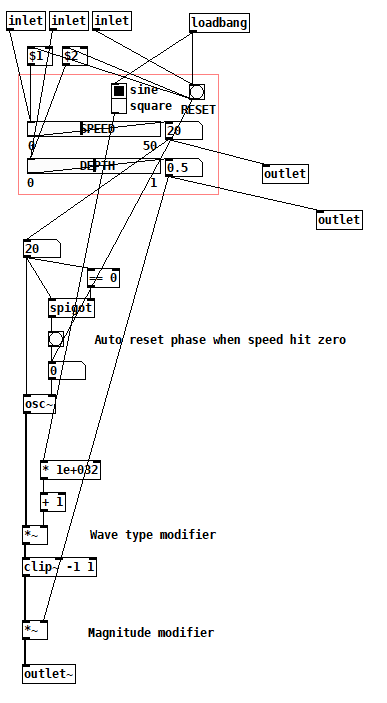 inlet inlet inlet loadbang
$1 $2
sine
square RESET
SPEED 20
0 50
DEPTH 0.5
0 1
outlet
outlet
20
== 0
spigot
Auto reset phase when speed hit zero
0
osc~
* 1e+032
+ 1
*~ Wave type modifier
clip~ -1 1
*~ Magnitude modifier
outlet~